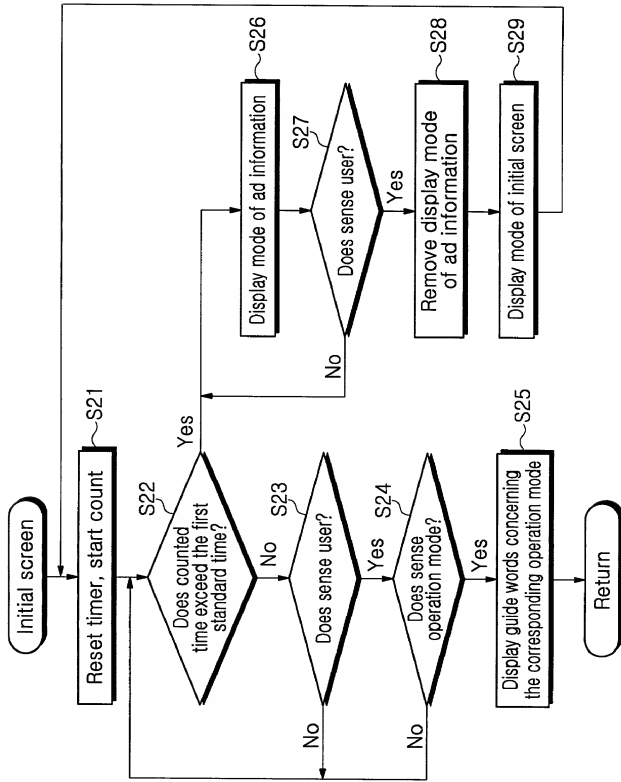 Initial screen
Reset timer, start count
S21
Does counted
time exceed the first
standard time?
S22
Yes
No
Does sense user?
S23
No
Yes
Does sense
operation mode?
S24
No
Yes
Display guide words concerning
the corresponding operation mode
S25
Return
Display mode of ad information
S26
Does sense user?
S27
No
Yes
Remove display mode
of ad information
S28
Display mode of initial screen
S29